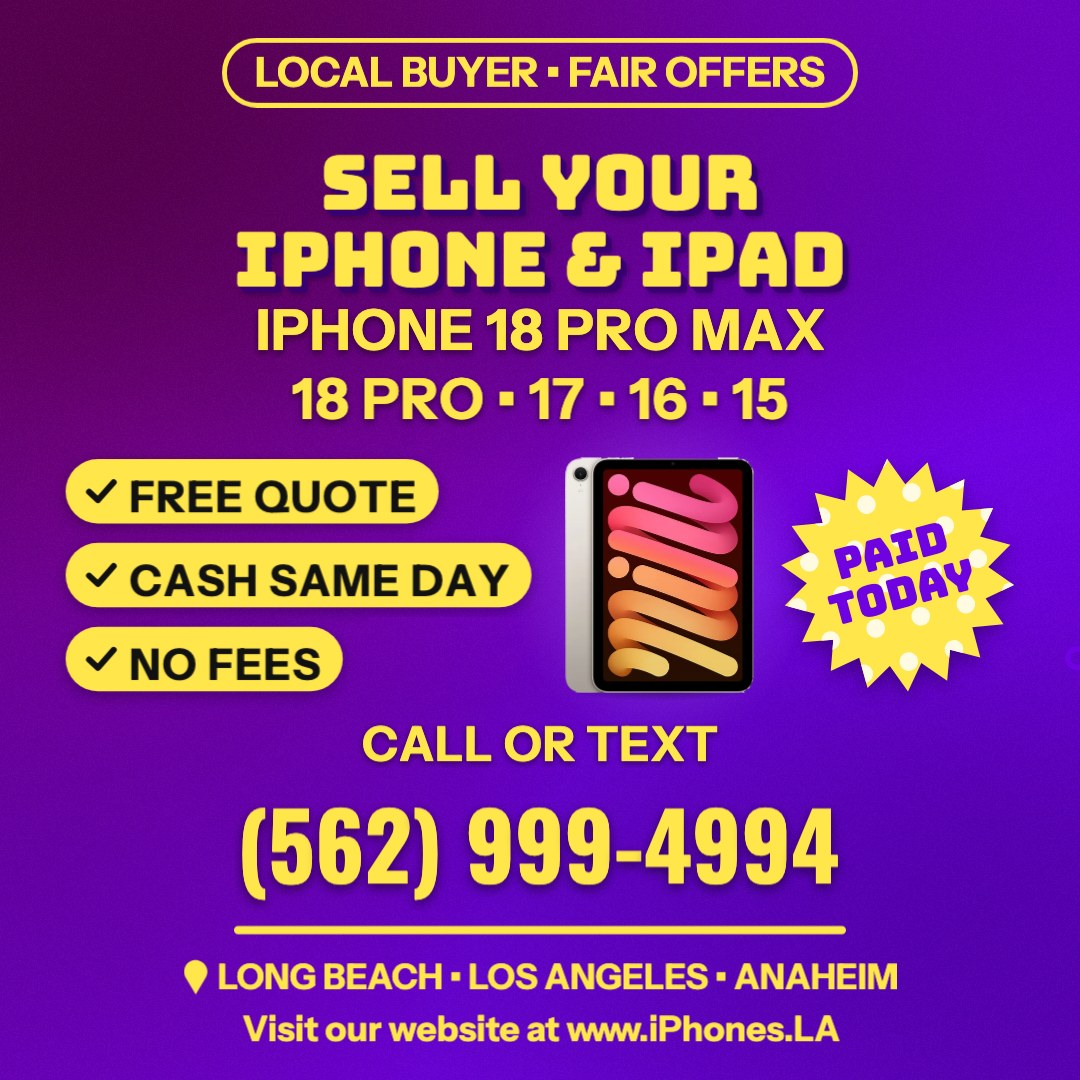 LOCAL BUYER ▪ FAIR OFFERS
SELL YOUR
IPHONE & IPAD
IPHONE 18 PRO MAX
18 PRO ▪ 17 ▪ 16 ▪ 15
✓ FREE QUOTE
✓ CASH SAME DAY
✓ NO FEES
PAID
TODAY
CALL OR TEXT
(562) 999-4994
LONG BEACH ▪ LOS ANGELES ▪ ANAHEIM
Visit our website at www.iPhones.LA